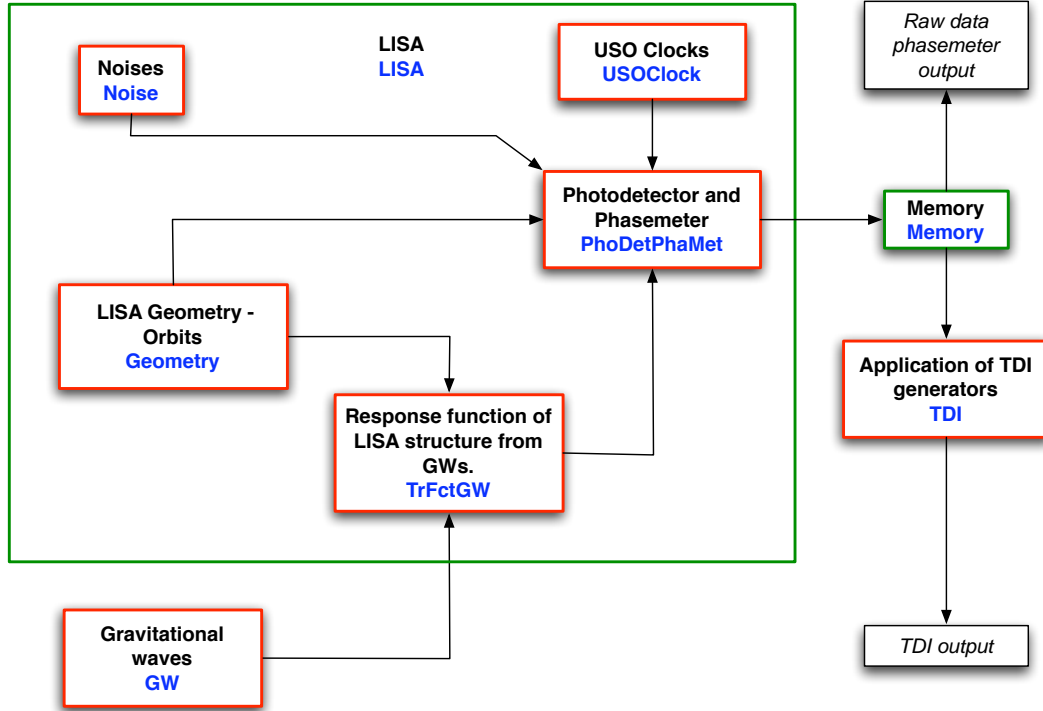 LISA
LISA
Noises
Noise
USO Clocks
USOClock
Raw data
phasemeter
output
Photodetector and
Phasemeter
PhoDetPhaMet
Memory
Memory
LISA Geometry -
Orbits
Geometry
Application of TDI
generators
TDI
Response function of
LISA structure from
GWs.
TrFctGW
Gravitational
waves
GW
TDI output